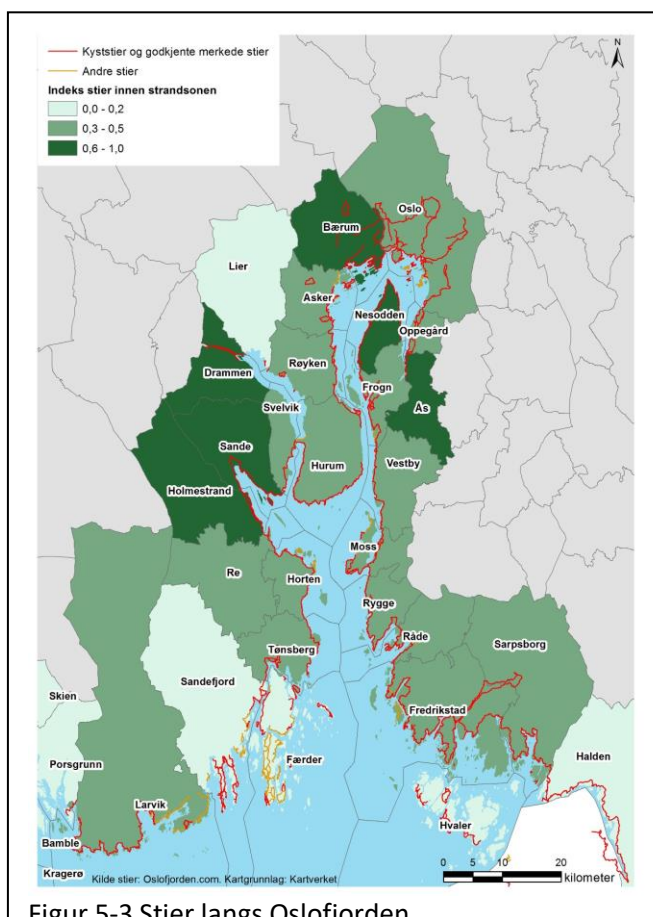 Kyststier og godkjente merkede stier
Andre stier
Indeks stier innen strandsonen
0,0 - 0,2
0,3 - 0,5
0,6 - 1,0
N
Oslo
Bærum
Lier
Asker
Nesodden
Oppegård
Røyken
Drammen
Frogn
Svelvik
Ås
Sande
Hurum
Vestby
Holmestrand
Moss
Re
Horten
Rygge
Råde
Tønsberg
Sarpsborg
Sandefjord
Skien
Fredrikstad
Færder
Halden
Porsgrunn
Larvik
Hvaler
Bamble
Kragerø
0 5 10 20
kilometer
Kilde stier: Oslofjorden.com. Kartgrunnlag: Kartverket.
Figur 5-3 Stier langs Oslofjorden